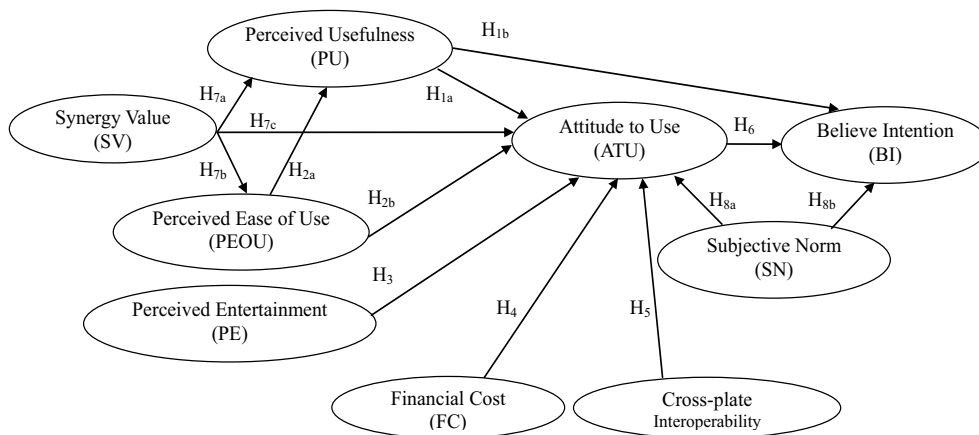 Perceived Usefulness
(PU)
H1b
H7a
H1a
Synergy Value
(SV)
H7c
Attitude to Use
(ATU)
H6
Believe Intention
(BI)
H7b
H2a
H2b
Perceived Ease of Use
(PEOU)
H8a
H8b
Subjective Norm
(SN)
H3
Perceived Entertainment
(PE)
H4
H5
Financial Cost
(FC)
Cross-plate
Interoperability